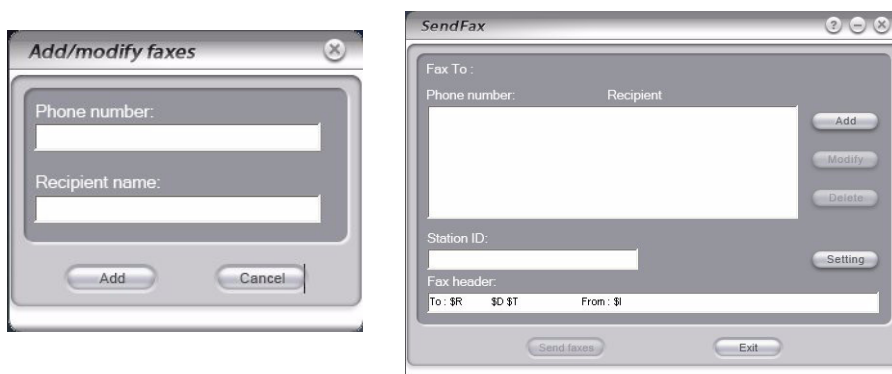 Add/modify faxes
Phone number:
Recipient name:
Add Cancel
SendFax
Fax To :
Phone number: Recipient
Add
Modify
Delete
Station ID:
Setting
Fax header:
To : $R $D $T From : $I
Send faxes Exit